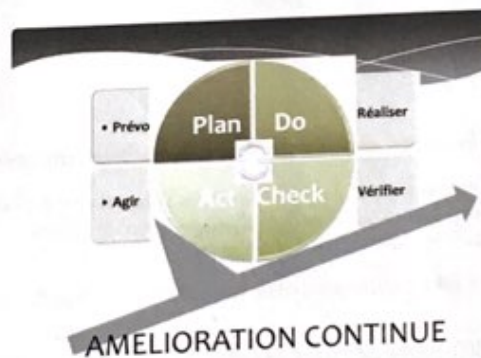 • Prévo
Plan
Do
Réaliser
• Agir
Act
Check
Vérifier
AMELIORATION CONTINUE